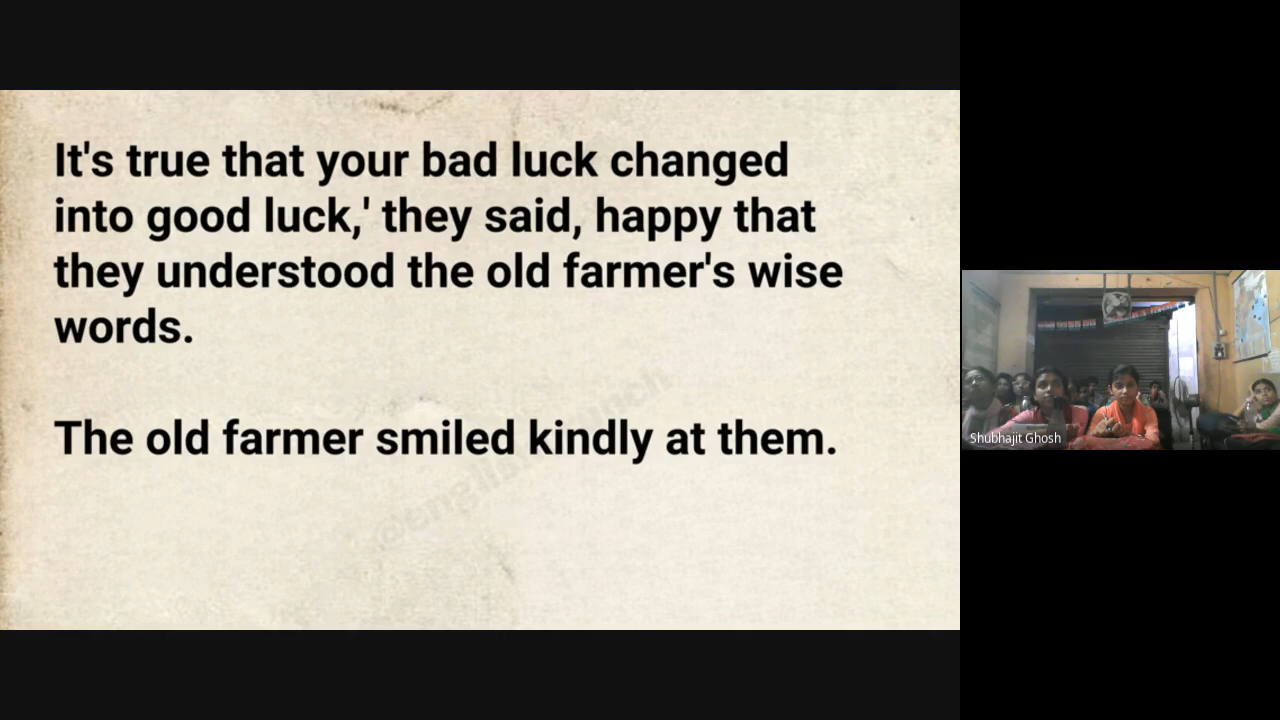 It's true that your bad luck changed
into good luck,' they said, happy that
they understood the old farmer's wise
words.
The old farmer smiled kindly at them.
Shubhajit Ghosh